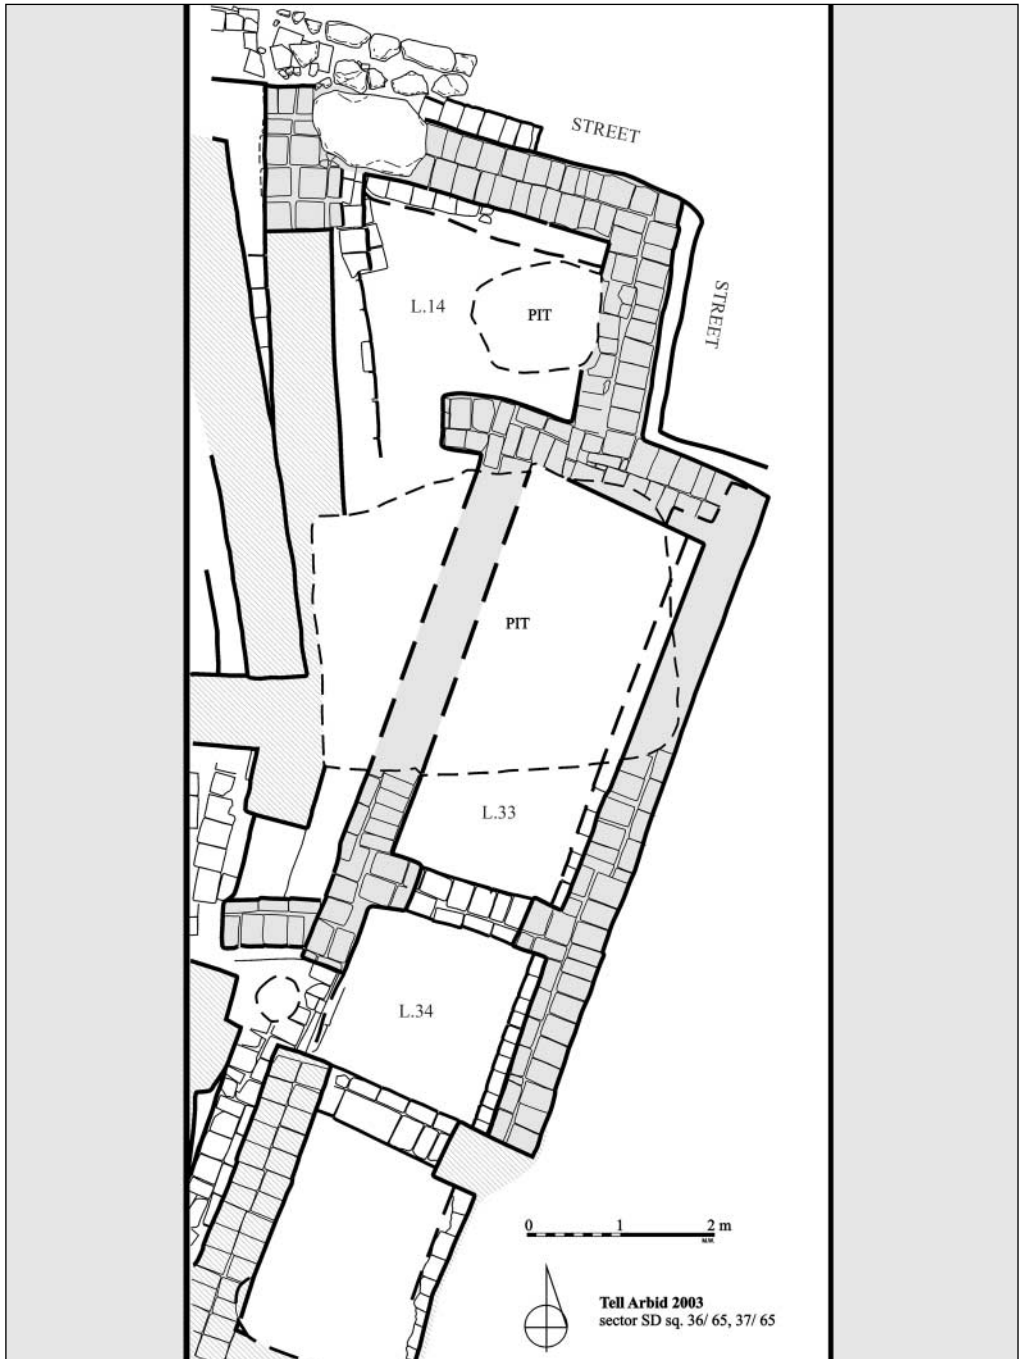 STREET
STREET
L.14
PIT
PIT
L.33
L.34
0 1 2 m
N.W.
Tell Arbid 2003
sector SD sq. 36/ 65, 37/ 65